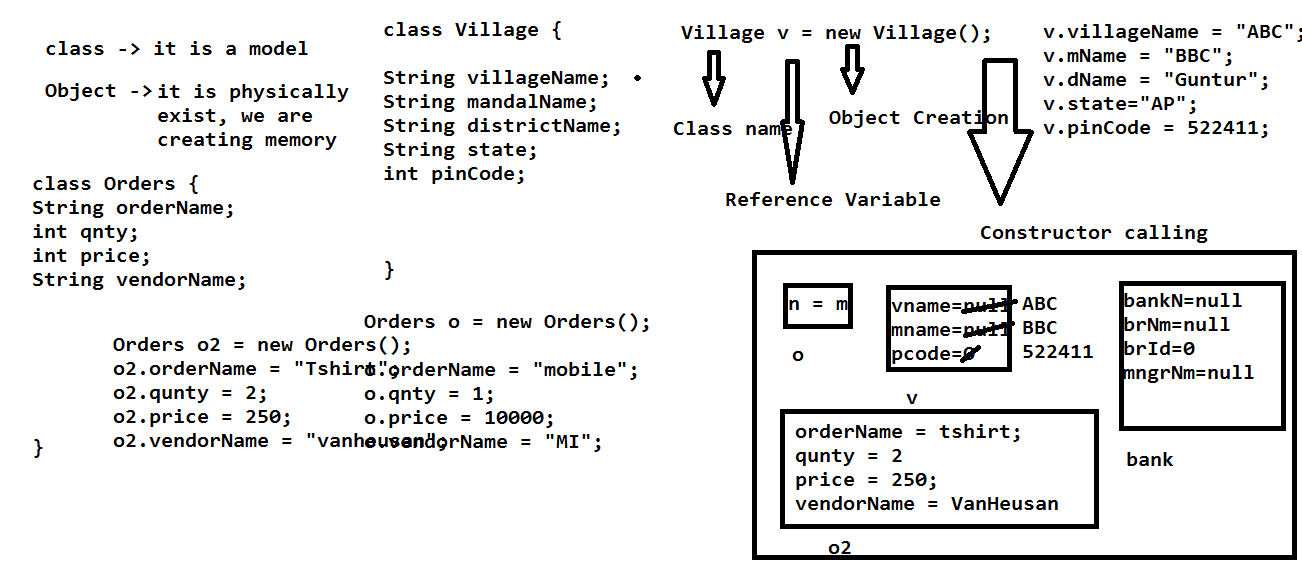 class -> it is a model
Object -> it is physically
exist, we are
creating memory
class Orders {
String orderName;
int qnty;
int price;
String vendorName;
}
class Village {
String villageName;
String mandalName;
String districtName;
String state;
int pinCode;
}
Orders o2 = new Orders();
o2.orderName = "Tshirt";
o2.qunty = 2;
o2.price = 250;
o2.vendorName = "vanheusan";
Orders o = new Orders();
o.orderName = "mobile";
o.qnty = 1;
o.price = 10000;
o.vendorName = "MI";
Village v = new Village();
Class name
Object Creation
Reference Variable
Constructor calling
v.villageName = "ABC";
v.mName = "BBC";
v.dName = "Guntur";
v.state="AP";
v.pinCode = 522411;
n = m
o
vname=null ABC
mname=null BBC
pcode=0 522411
v
bankN=null
brNm=null
brId=0
mngrNm=null
bank
orderName = tshirt;
qunty = 2
price = 250;
vendorName = VanHeusan
o2